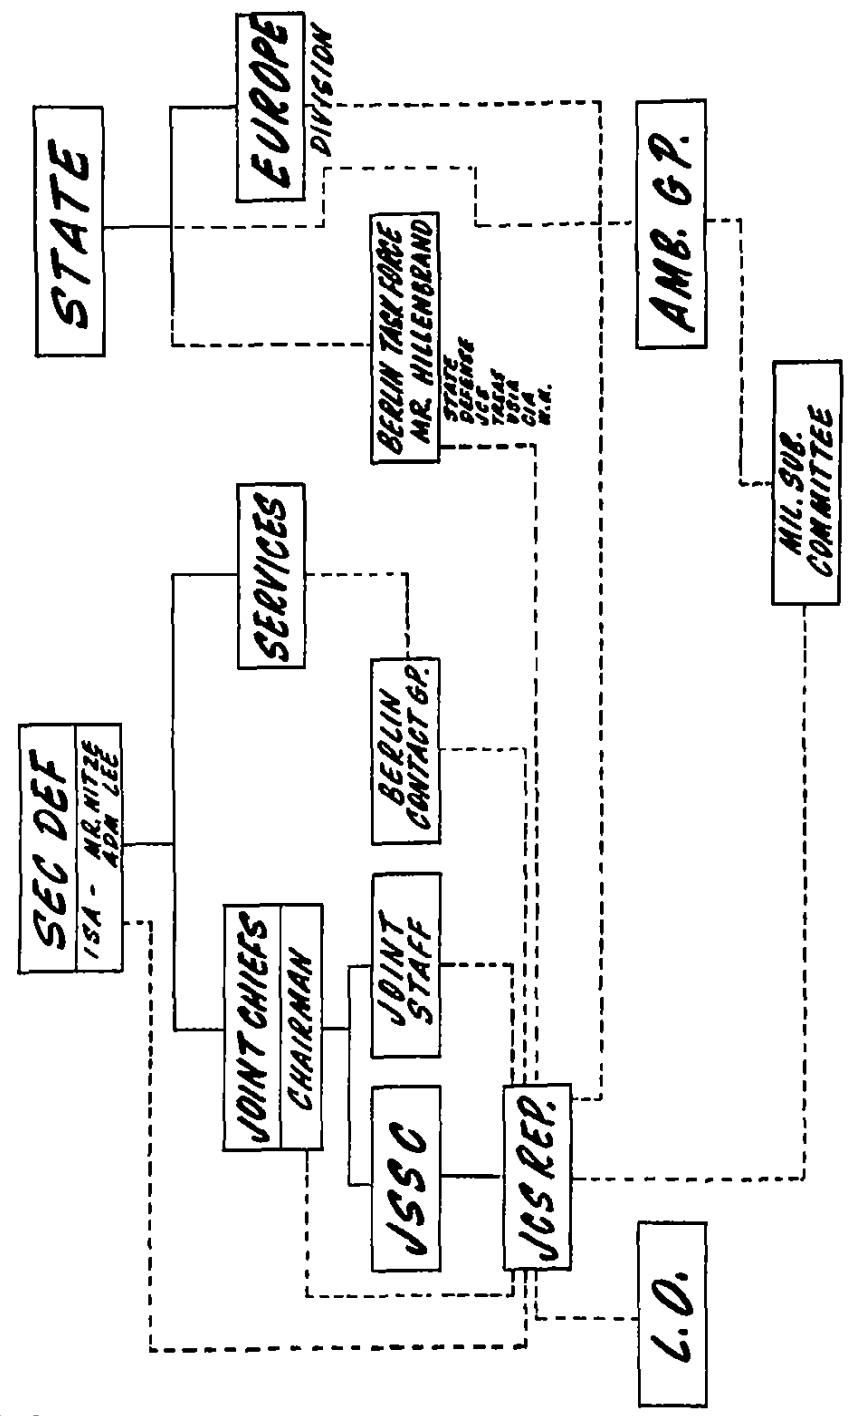 SEC DEF
ISA - MR. NITZE
ADM LEE
STATE
JOINT CHIEFS
CHAIRMAN
SERVICES
EUROPE
DIVISION
JSSC
JOINT
STAFF
BERLIN
CONTACT GP.
BERLIN TASK FORCE
MR. HILLENBRAND
STATE
DEFENSE
JCS
TREAS
USIA
CIA
W.H.
JCS REP.
L.O.
AMB. GP.
MIL. SUB.
COMMITTEE